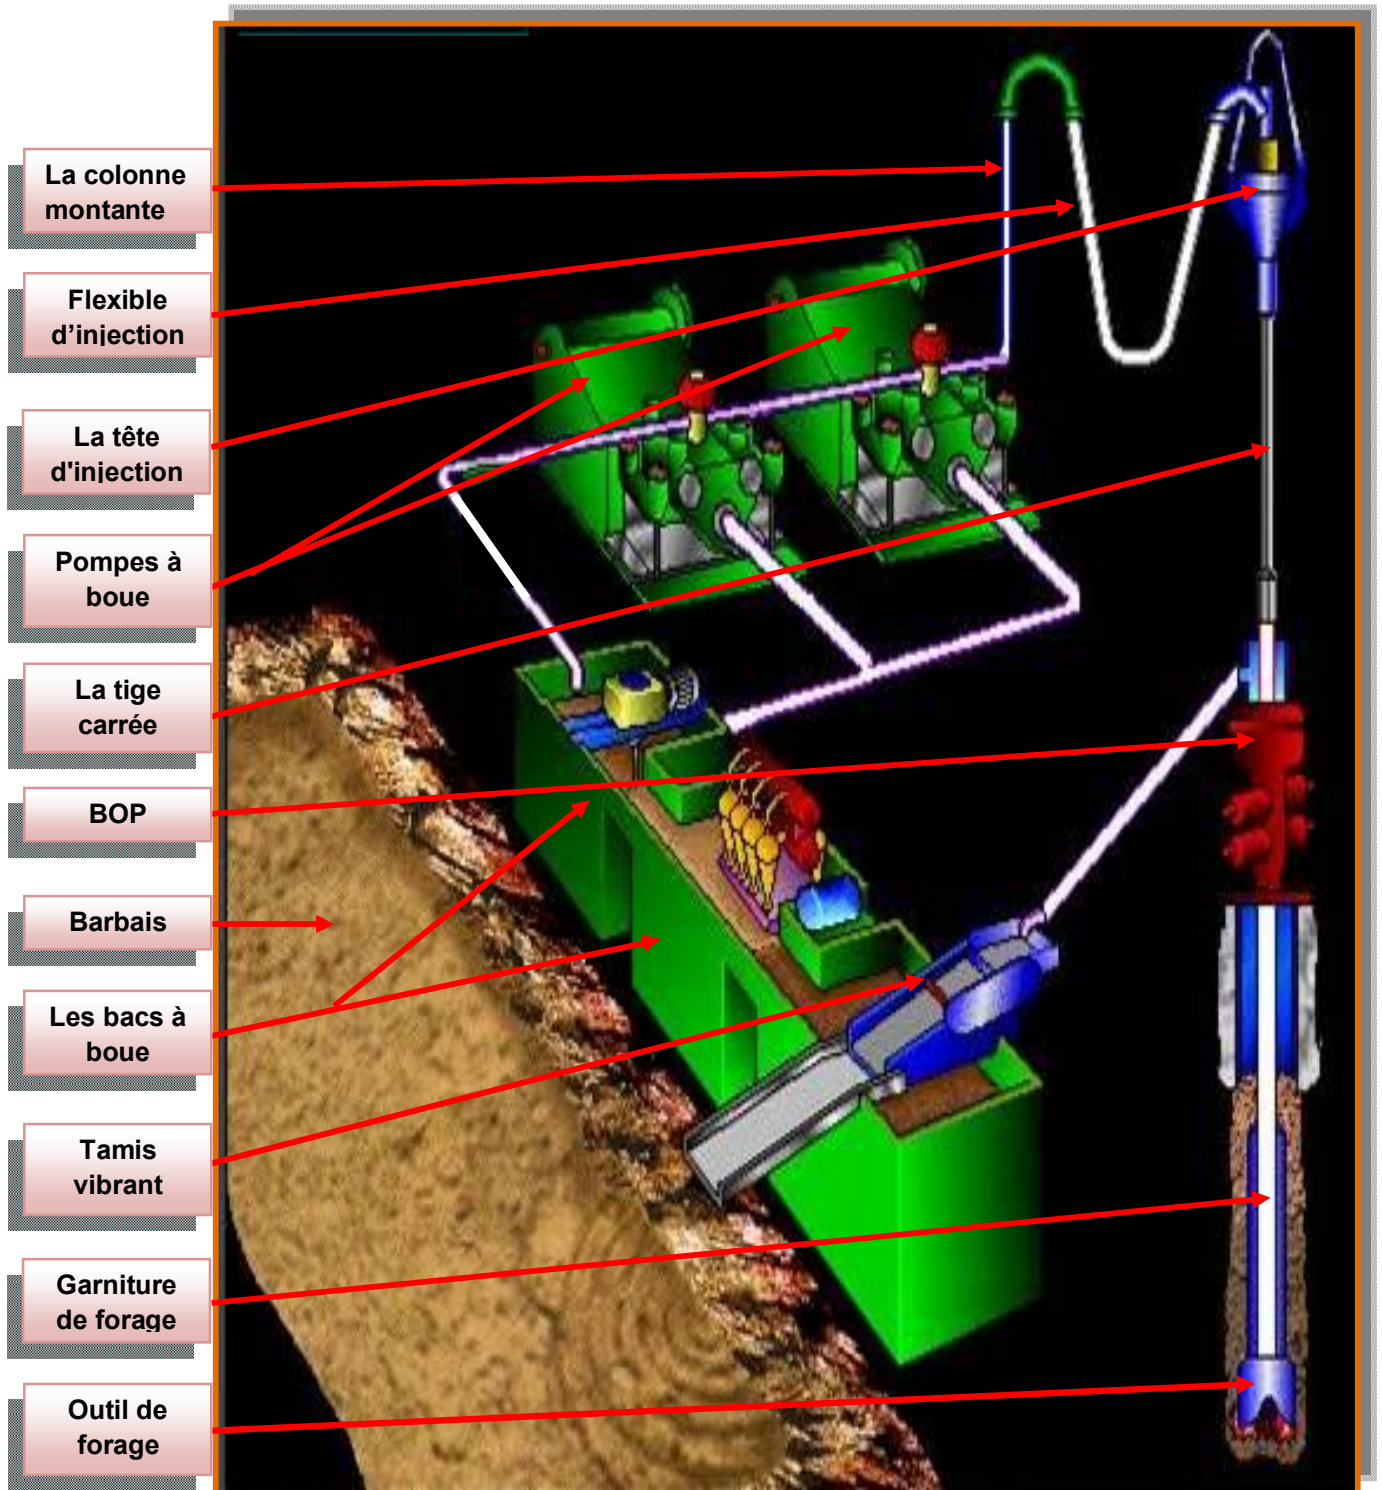 La colonne
montante
Flexible
d’injection
La tête
d'injection
Pompes à
boue
La tige
carrée
BOP
Barbais
Les bacs à
boue
Tamis
vibrant
Garniture
de forage
Outil de
forage